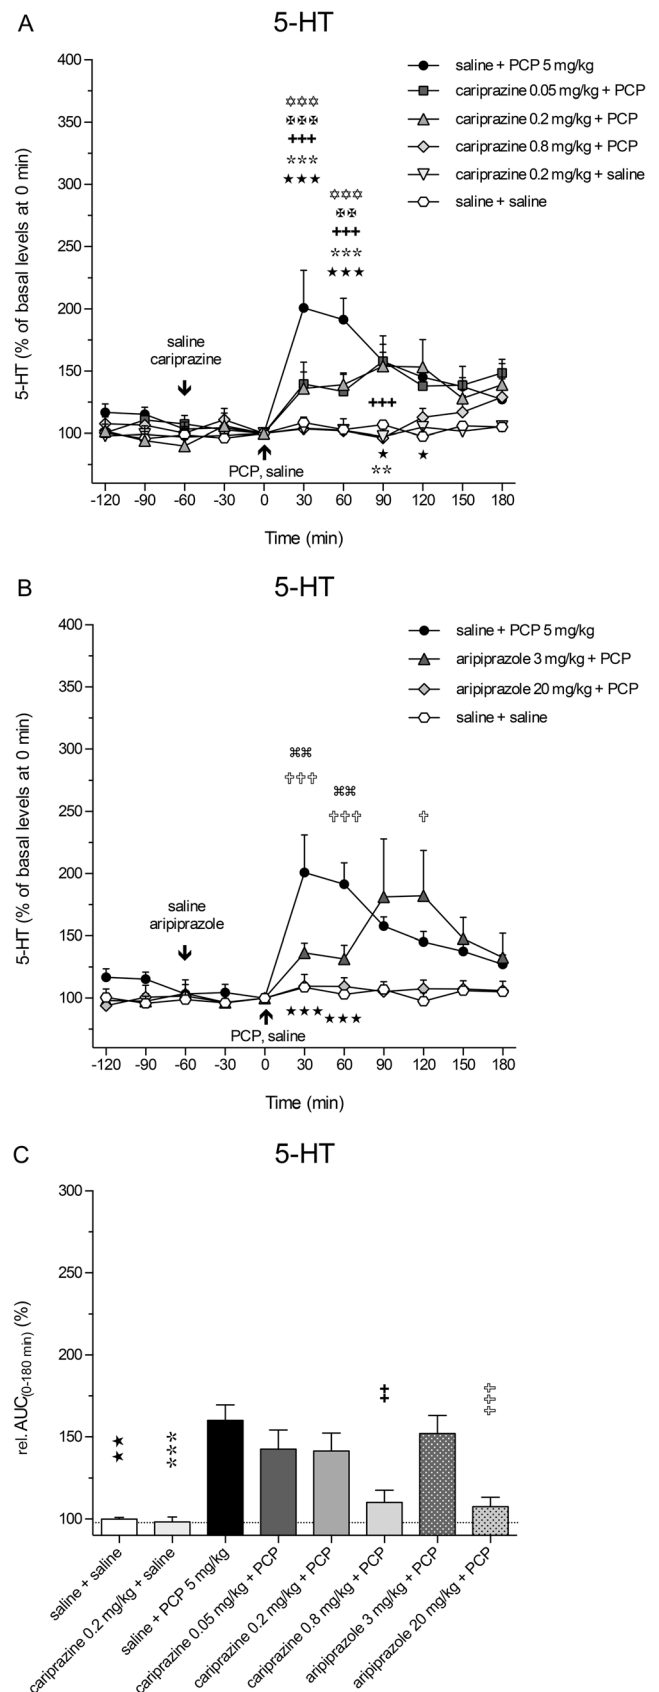 A
5-HT
5-HT (% of basal levels at 0 min)
400
350
300
250
200
150
100
saline + PCP 5 mg/kg
cariprazine 0.05 mg/kg + PCP
cariprazine 0.2 mg/kg + PCP
cariprazine 0.8 mg/kg + PCP
cariprazine 0.2 mg/kg + saline
saline + saline
✡✡✡
✠✠✠
+++
***
★★★
✡✡✡
✠✠
+++
***
★★★
saline
cariprazine
+++
★
★
**
PCP, saline
-120 -90 -60 -30 0 30 60 90 120 150 180
Time (min)
B
5-HT
5-HT (% of basal levels at 0 min)
400
350
300
250
200
150
100
saline + PCP 5 mg/kg
aripiprazole 3 mg/kg + PCP
aripiprazole 20 mg/kg + PCP
saline + saline
⌘⌘
✞✞✞
⌘⌘
✞✞✞
✞
saline
aripiprazole
★★★
★★★
PCP, saline
-120 -90 -60 -30 0 30 60 90 120 150 180
Time (min)
C
5-HT
rel. AUC(0-180 min) (%)
300
250
200
150
100
★★
***
‡
✞✞✞
saline + saline
cariprazine 0.2 mg/kg + saline
saline + PCP 5 mg/kg
cariprazine 0.05 mg/kg + PCP
cariprazine 0.2 mg/kg + PCP
cariprazine 0.8 mg/kg + PCP
aripiprazole 3 mg/kg + PCP
aripiprazole 20 mg/kg + PCP